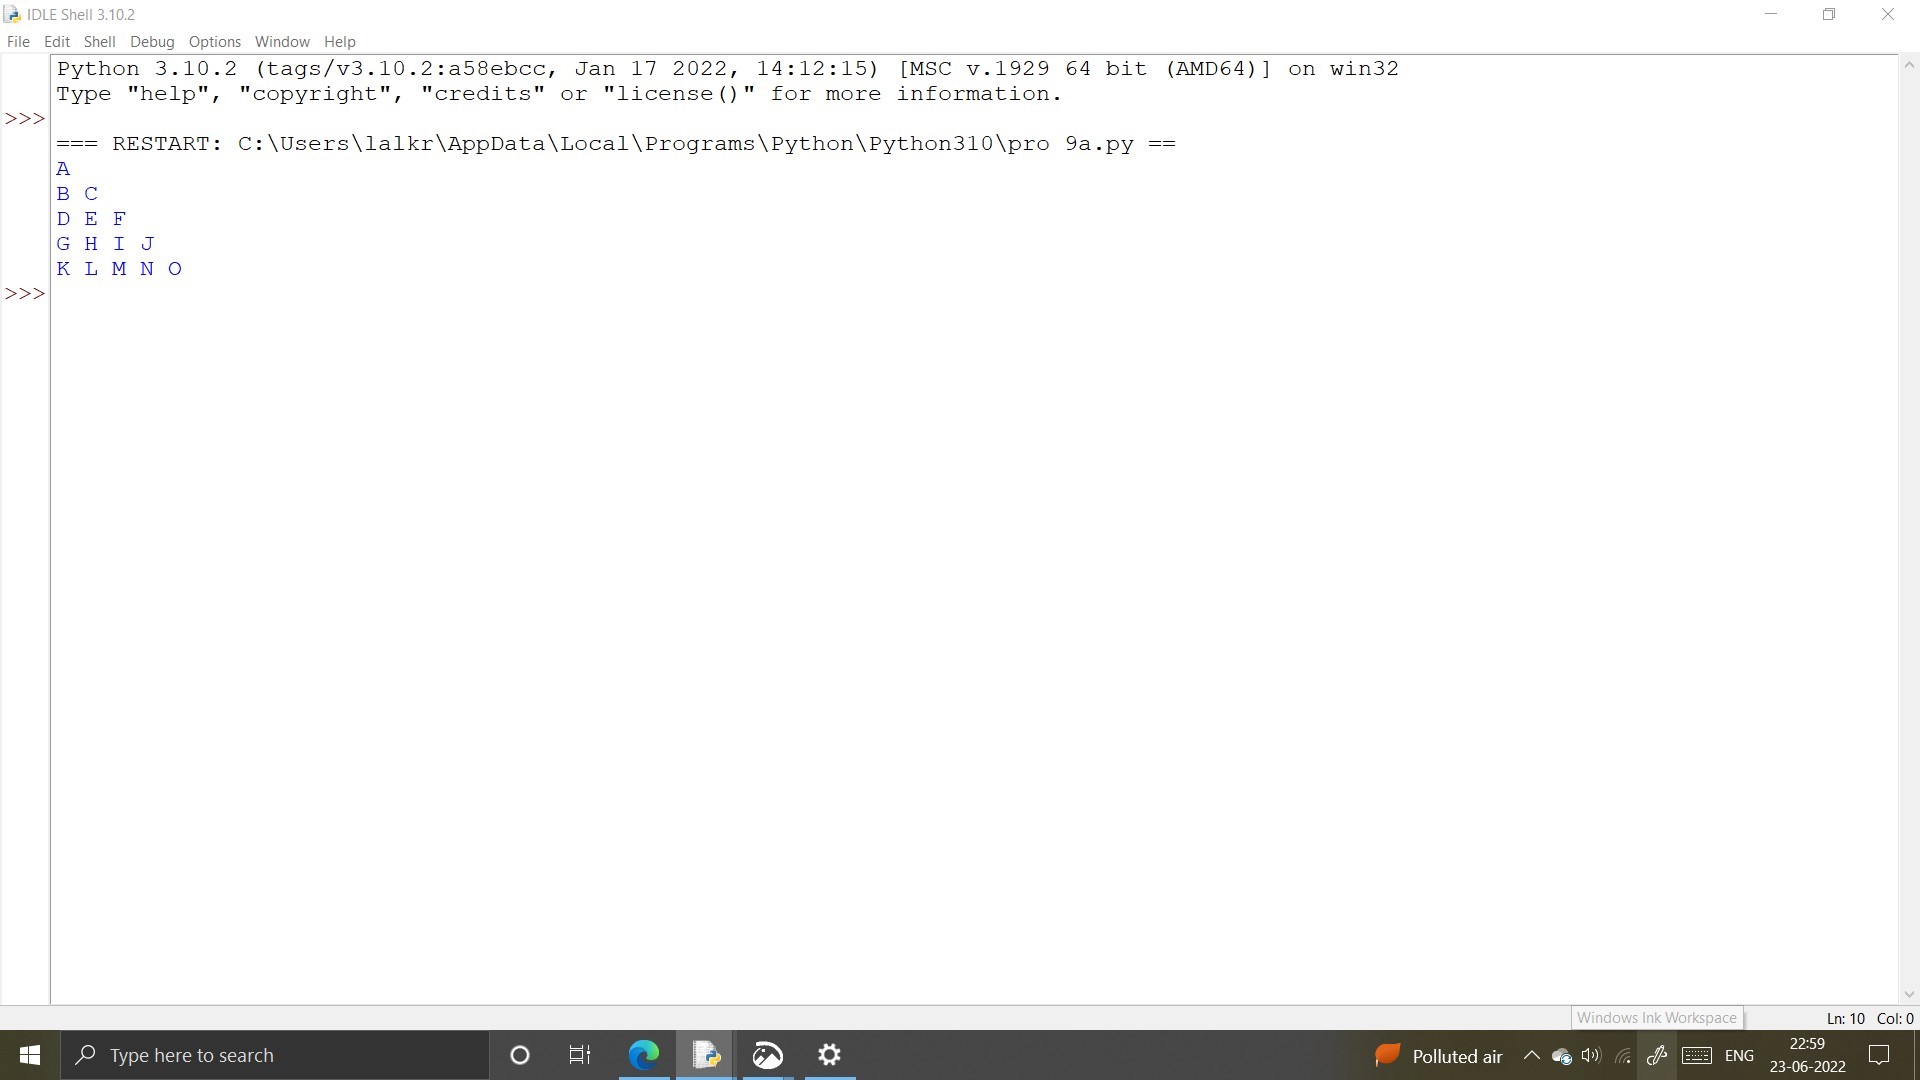 IDLE Shell 3.10.2
File Edit Shell Debug Options Window Help
Python 3.10.2 (tags/v3.10.2:a58ebcc, Jan 17 2022, 14:12:15) [MSC v.1929 64 bit (AMD64)] on win32
Type "help", "copyright", "credits" or "license()" for more information.
>>>
=== RESTART: C:\Users\lalkr\AppData\Local\Programs\Python\Python310\pro 9a.py ==
A
B C
D E F
G H I J
K L M N O
>>>
Windows Ink Workspace
Ln: 10 Col: 0
Type here to search
Polluted air
ENG
22:59
23-06-2022